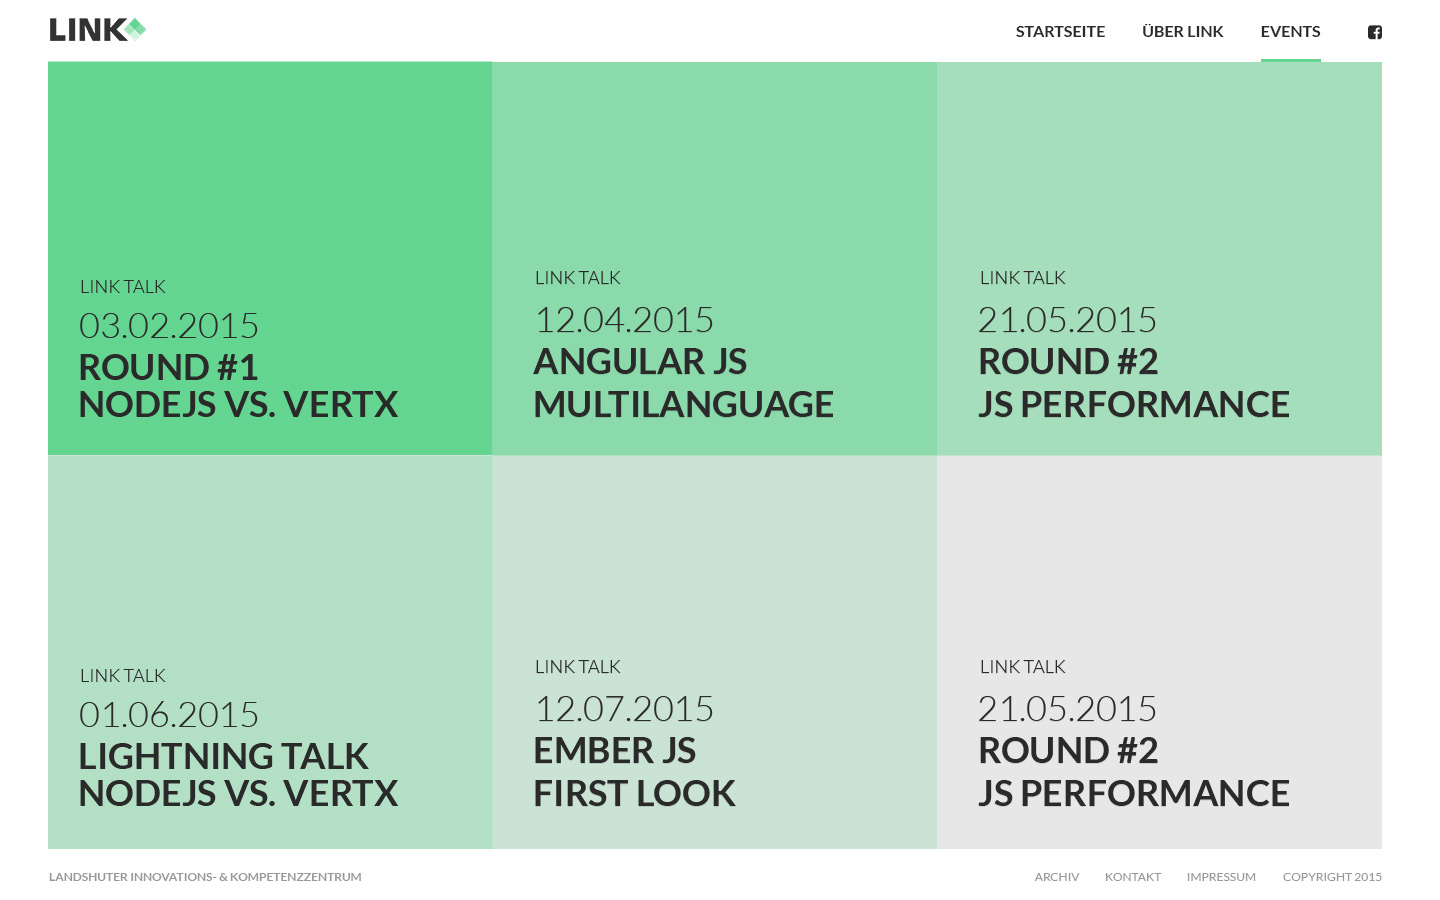 LINK
STARTSEITE ÜBER LINK EVENTS
LINK TALK
03.02.2015
ROUND #1
NODEJS VS. VERTX
LINK TALK
12.04.2015
ANGULAR JS
MULTILANGUAGE
LINK TALK
21.05.2015
ROUND #2
JS PERFORMANCE
LINK TALK
01.06.2015
LIGHTNING TALK
NODEJS VS. VERTX
LINK TALK
12.07.2015
EMBER JS
FIRST LOOK
LINK TALK
21.05.2015
ROUND #2
JS PERFORMANCE
LANDSHUTER INNOVATIONS- & KOMPETENZZENTRUM
ARCHIV KONTAKT IMPRESSUM COPYRIGHT 2015